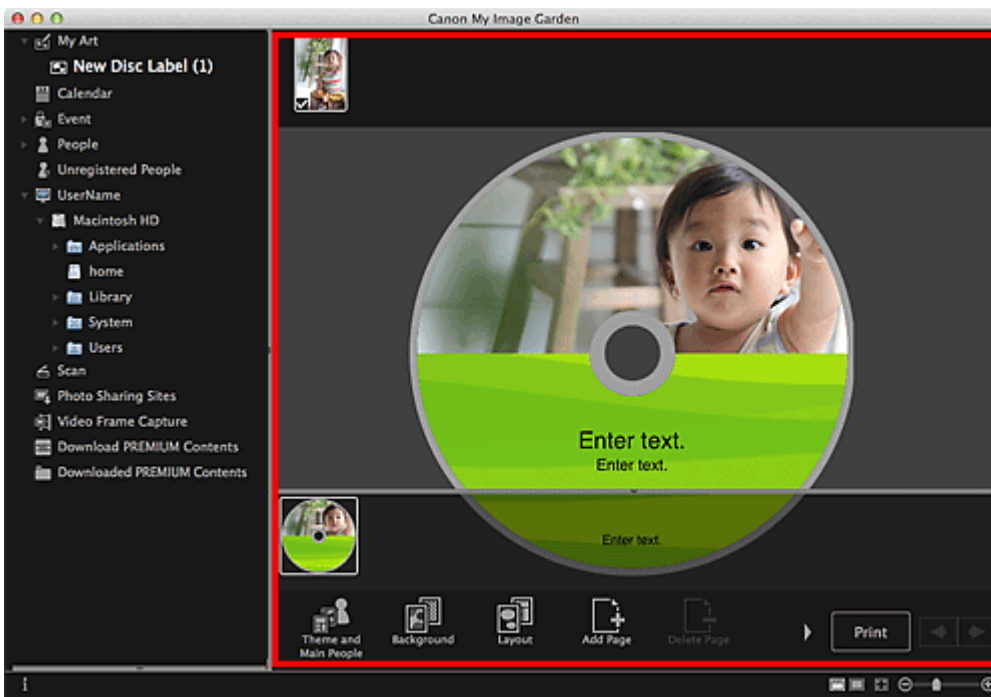 Canon My Image Garden
My Art
New Disc Label (1)
Calendar
Event
People
Unregistered People
UserName
Macintosh HD
Applications
home
Library
System
Users
Scan
Photo Sharing Sites
Video Frame Capture
Download PREMIUM Contents
Downloaded PREMIUM Contents
Enter text.
Enter text.
Enter text.
Theme and
Main People
Background
Layout
Add Page
Delete Page
Print